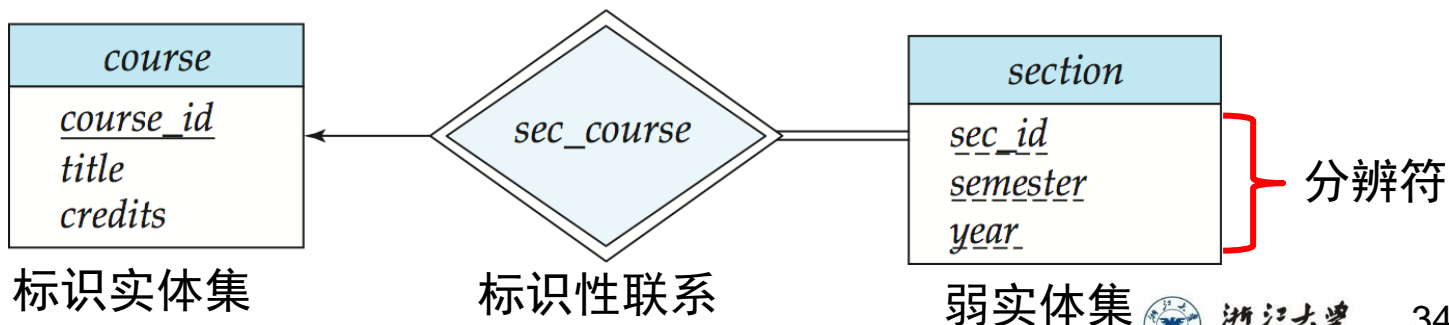 course
course_id
title
credits
标识实体集
sec_course
标识性联系
section
sec_id
semester
year
弱实体集
分辨符
浙江大学
34